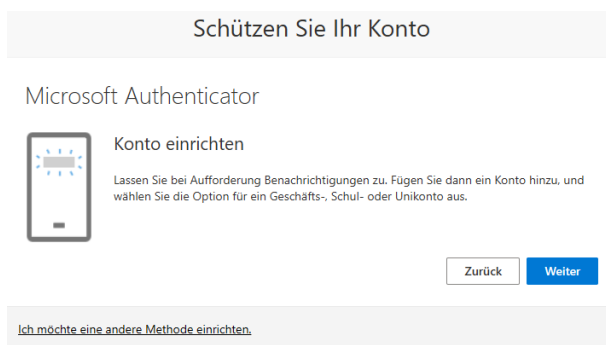 Schützen Sie Ihr Konto
Microsoft Authenticator
Konto einrichten
Lassen Sie bei Aufforderung Benachrichtigungen zu. Fügen Sie dann ein Konto hinzu, und
wählen Sie die Option für ein Geschäfts-, Schul- oder Unikonto aus.
Zurück
Weiter
Ich möchte eine andere Methode einrichten.